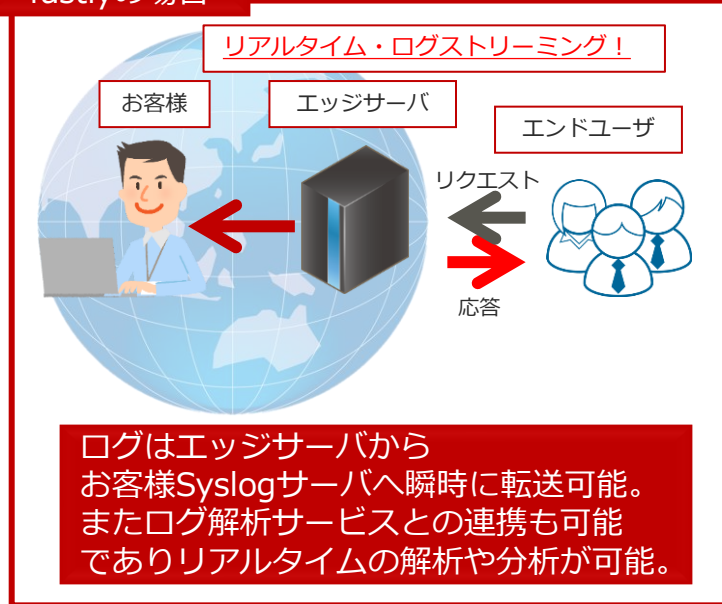 リアルタイム・ログストリーミング！
お客様
エッジサーバ
エンドユーザ
リクエスト
応答
ログはエッジサーバから
お客様Syslogサーバへ瞬時に転送可能。
またログ解析サービスとの連携も可能
でありリアルタイムの解析や分析が可能。